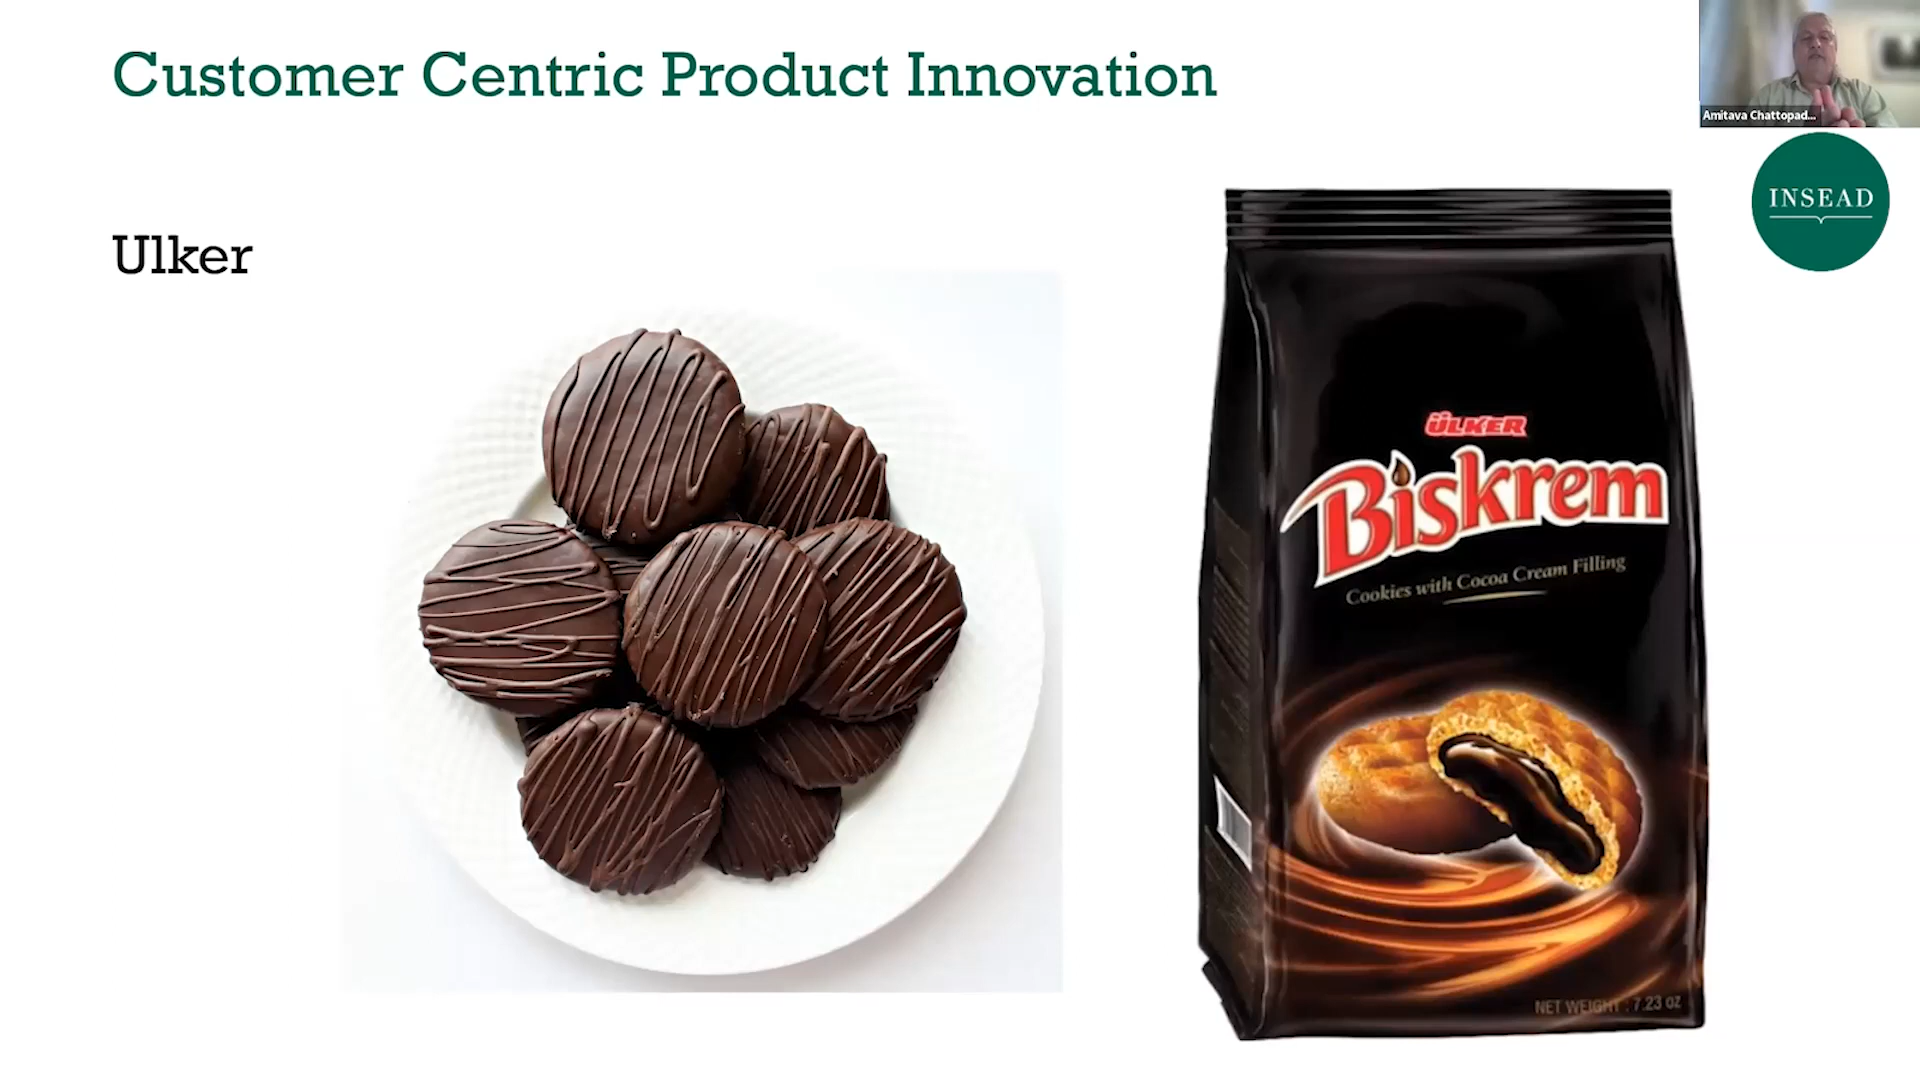 Customer Centric Product Innovation
Amitava Chattopad...
INSEAD
Ulker
ÜLKER
Biskrem
Cookies with Cocoa Cream Filling
NET WEIGHT : 7.23 oz